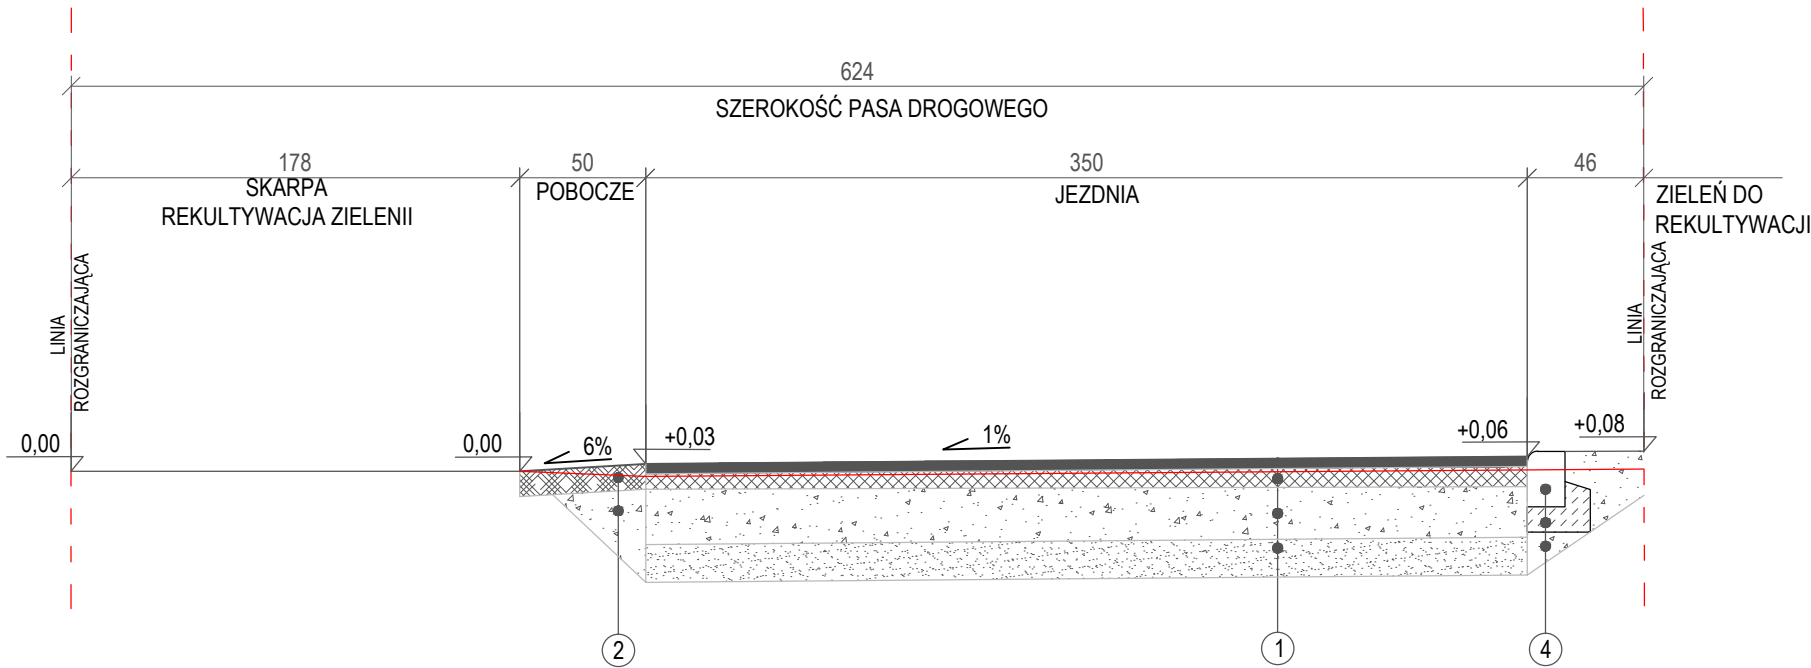 624
SZEROKOŚĆ PASA DROGOWEGO
178
50
350
46
SKARPA
REKULTYWACJA ZIELENII
POBOCZE
JEZDNIA
ZIELEŃ DO
REKULTYWACJI
LINIA
ROZGRANICZAJĄCA
LINIA
ROZGRANICZAJĄCA
0,00
0,00
6%
+0,03
1%
+0,06
+0,08
2
1
4